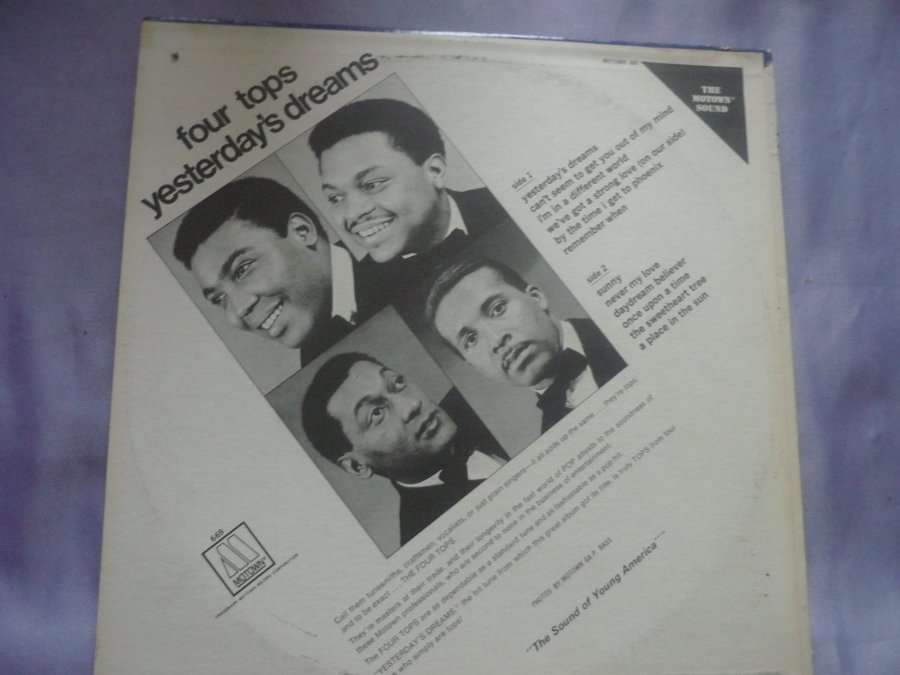 four tops
yesterday's dreams
THE
MOTOWN
SOUND
side 1
yesterday's dreams
can't seem to get you out of my mind
i'm in a different world
we've got a strong love (on our side)
by the time i get to phoenix
remember when
side 2
sunny
never my love
daydream believer
once upon a time
the sweetheart tree
a place in the sun
Call them tunesmiths, craftsmen, vocalists, or just plain singers—it all adds up the same . . . they're tops,
and to be exact . . . THE FOUR TOPS.
They're masters at their trade, and their longevity in the fast world of POP attests to the soundness of
these Motown professionals, who are second to none in the business of entertainment.
The FOUR TOPS are as dependable as a standard tune and as fashionable as a pop hit.
"YESTERDAY'S DREAMS," the hit tune from which this great album got its title, is truly TOPS from four
who simply are tops!
PHOTOS BY: MOTOWN BASS
"The Sound of Young America"
669
MOTOWN
TRADEMARK MOTOWN RECORD CORPORATION